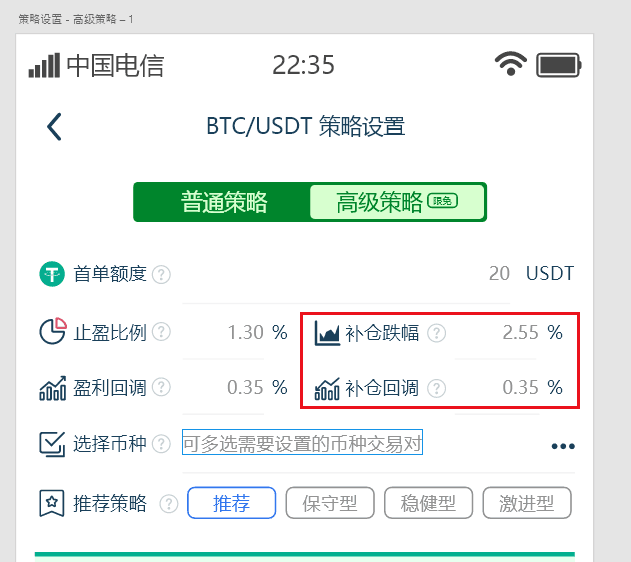 策略设置 - 高级策略 – 1
中国电信 22:35
BTC/USDT 策略设置
普通策略 高级策略 限免
首单额度 ? 20 USDT
止盈比例 ? 1.30 % 补仓跌幅 ? 2.55 %
盈利回调 ? 0.35 % 补仓回调 ? 0.35 %
选择币种 ? 可多选需要设置的币种交易对 •••
推荐策略 ? 推荐 保守型 稳健型 激进型